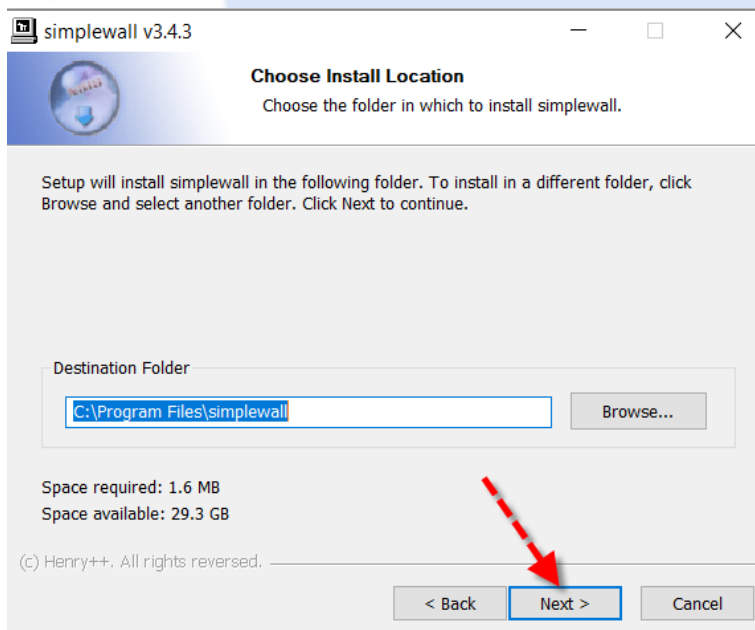 simplewall v3.4.3
Choose Install Location
Choose the folder in which to install simplewall.
Setup will install simplewall in the following folder. To install in a different folder, click
Browse and select another folder. Click Next to continue.
Destination Folder
C:\Program Files\simplewall
Browse...
Space required: 1.6 MB
Space available: 29.3 GB
(c) Henry++. All rights reversed.
< Back
Next >
Cancel